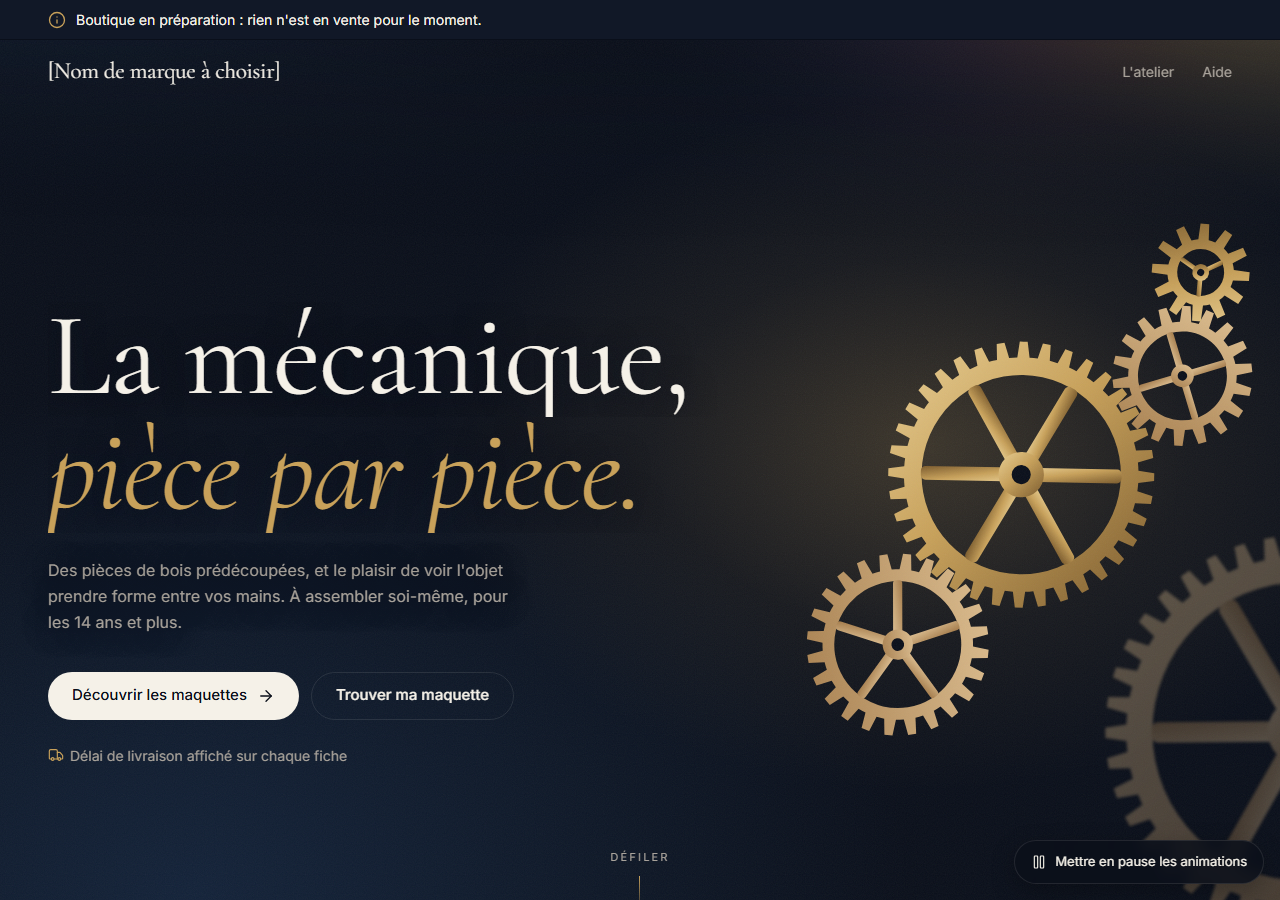 Boutique en préparation : rien n'est en vente pour le moment.
[Nom de marque à choisir]
L'atelier
Aide
La mécanique,
pièce par pièce.
Des pièces de bois prédécoupées, et le plaisir de voir l'objet
prendre forme entre vos mains. À assembler soi-même, pour
les 14 ans et plus.
Découvrir les maquettes
Trouver ma maquette
Délai de livraison affiché sur chaque fiche
DÉFILER
Mettre en pause les animations